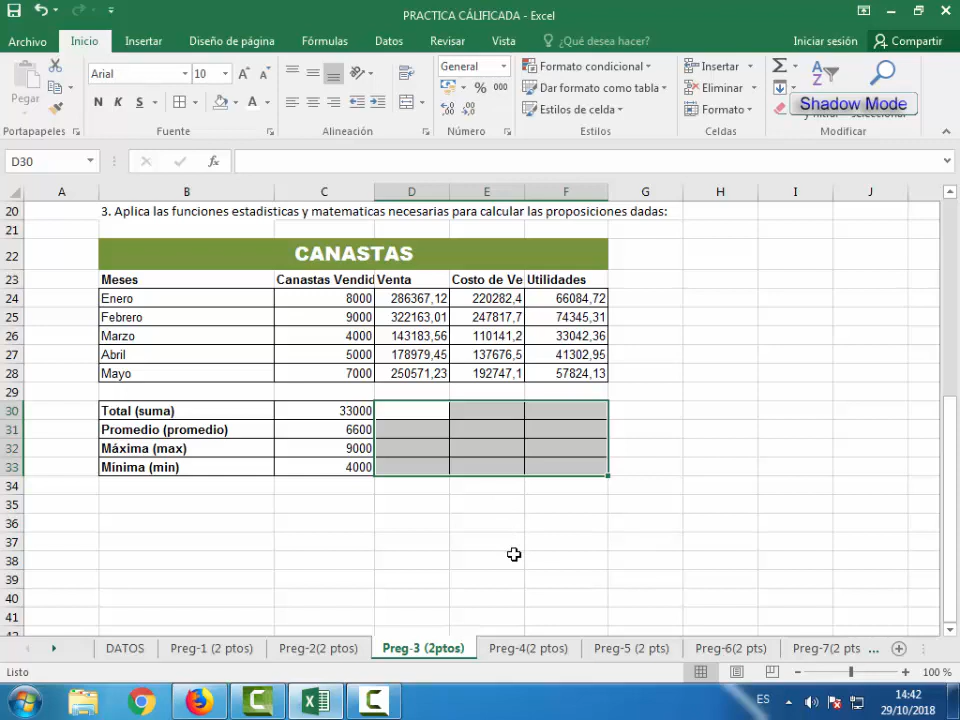 PRACTICA CÁLIFICADA - Excel
Archivo Inicio Insertar Diseño de página Fórmulas Datos Revisar Vista ¿Qué desea hacer? Iniciar sesión Compartir
Pegar
Arial 10
N K S
A
General
% 000
Formato condicional
Dar formato como tabla
Estilos de celda
Insertar
Eliminar
Formato
Shadow Mode
Portapapeles Fuente Alineación Número Estilos Celdas Modificar
D30 fx
A B C D E F G H I J
20 3. Aplica las funciones estadisticas y matematicas necesarias para calcular las proposiciones dadas:
21
22 CANASTAS
23 Meses Canastas Vendid Venta Costo de Ve Utilidades
24 Enero 8000 286367,12 220282,4 66084,72
25 Febrero 9000 322163,01 247817,7 74345,31
26 Marzo 4000 143183,56 110141,2 33042,36
27 Abril 5000 178979,45 137676,5 41302,95
28 Mayo 7000 250571,23 192747,1 57824,13
29
30 Total (suma) 33000
31 Promedio (promedio) 6600
32 Máxima (max) 9000
33 Mínima (min) 4000
34
35
36
37
38
39
40
41
DATOS Preg-1 (2 ptos) Preg-2(2 ptos) Preg-3 (2ptos) Preg-4(2 ptos) Preg-5 (2 ptos) Preg-6(2 pts) Preg-7(2 pts ...
Listo 100 %
ES 14:42
29/10/2018